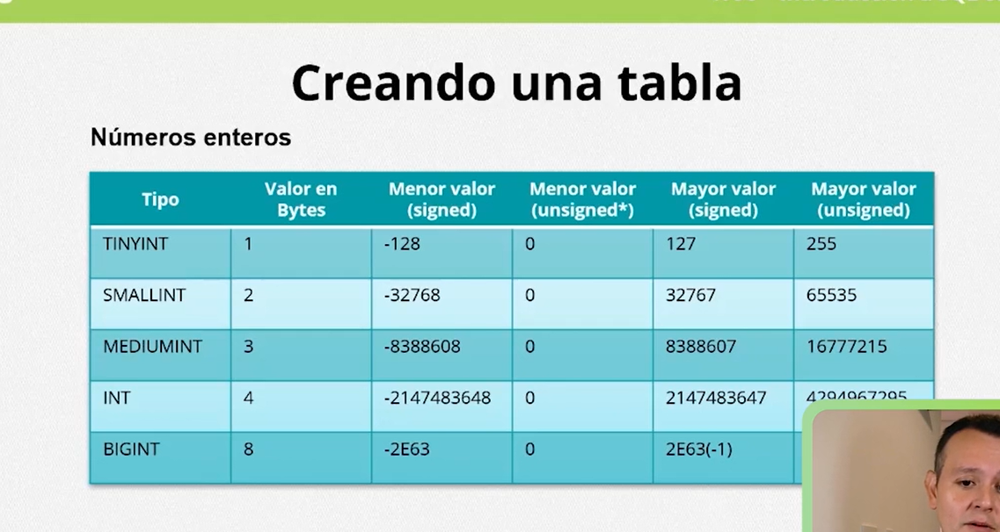 Creando una tabla
Números enteros
Tipo Valor en Bytes Menor valor (signed) Menor valor (unsigned*) Mayor valor (signed) Mayor valor (unsigned)
TINYINT 1 -128 0 127 255
SMALLINT 2 -32768 0 32767 65535
MEDIUMINT 3 -8388608 0 8388607 16777215
INT 4 -2147483648 0 2147483647 4294967295
BIGINT 8 -2E63 0 2E63(-1)